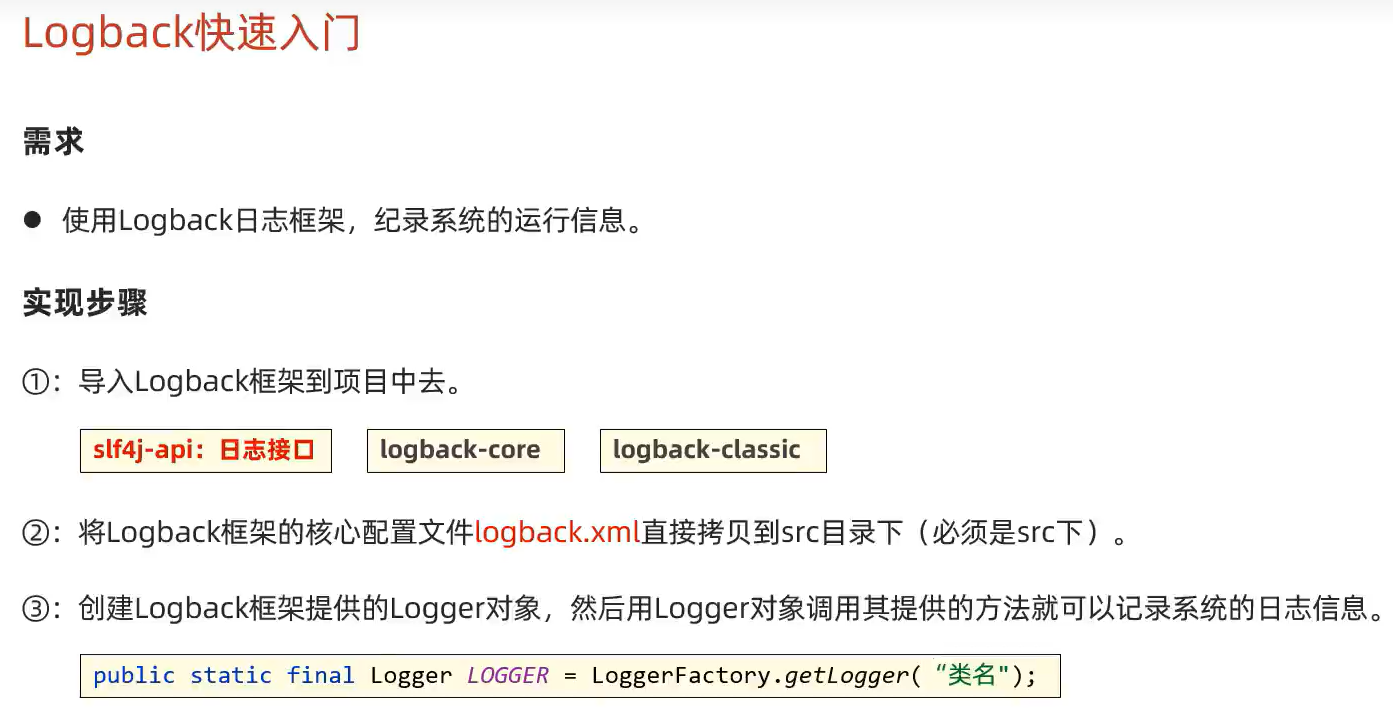 Logback快速入门
需求
● 使用Logback日志框架，纪录系统的运行信息。
实现步骤
①：导入Logback框架到项目中去。
slf4j-api：日志接口 logback-core logback-classic
②：将Logback框架的核心配置文件logback.xml直接拷贝到src目录下（必须是src下）。
③：创建Logback框架提供的Logger对象，然后用Logger对象调用其提供的方法就可以记录系统的日志信息。
public static final Logger LOGGER = LoggerFactory.getLogger( “类名");